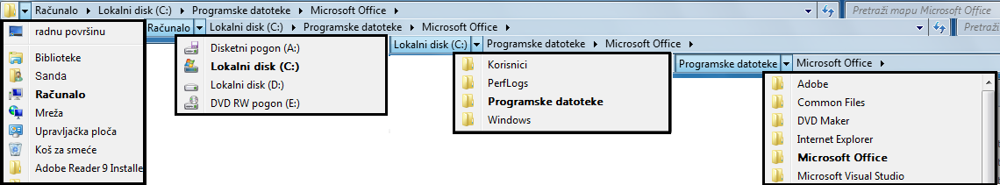 Računalo Lokalni disk (C:) Programske datoteke Microsoft Office Pretraži mapu Microsoft Office
Računalo Lokalni disk (C:) Programske datoteke Microsoft Office Pretraži
Lokalni disk (C:) Programske datoteke Microsoft Office
Programske datoteke Microsoft Office
radnu površinu
Biblioteke
Sanda
Računalo
Mreža
Upravljačka ploča
Koš za smeće
Adobe Reader 9 Installe
Disketni pogon (A:)
Lokalni disk (C:)
Lokalni disk (D:)
DVD RW pogon (E:)
Korisnici
PerfLogs
Programske datoteke
Windows
Adobe
Common Files
DVD Maker
Internet Explorer
Microsoft Office
Microsoft Visual Studio